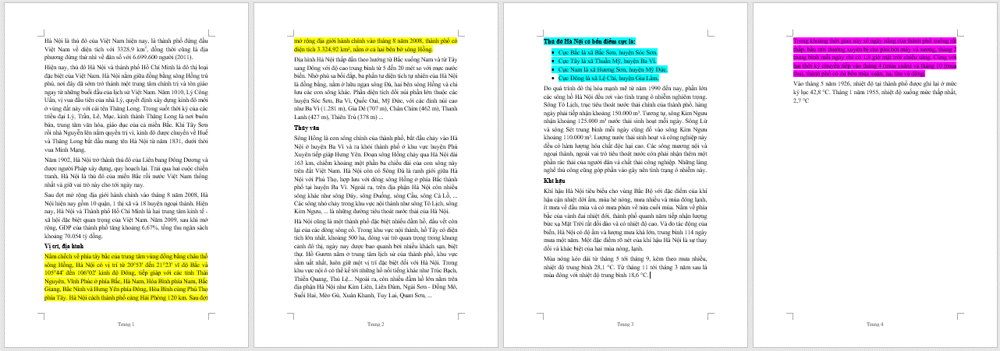 Hà Nội là thủ đô của Việt Nam hiện nay, là thành phố đứng đầu
Việt Nam về diện tích với 3328,9 km², đồng thời cũng là địa
phương đứng thứ nhì về dân số với 6.699.600 người (2011).
Hiện nay, thủ đô Hà Nội và thành phố Hồ Chí Minh là đô thị loại
đặc biệt của Việt Nam. Hà Nội nằm giữa đồng bằng sông Hồng trù
phú, nơi đây đã sớm trở thành một trung tâm chính trị và tôn giáo
ngay từ những buổi đầu của lịch sử Việt Nam. Năm 1010, Lý Công
Uẩn, vị vua đầu tiên của nhà Lý, quyết định xây dựng kinh đô mới
ở vùng đất này với cái tên Thăng Long. Trong suốt thời kỳ của các
triều đại Lý, Trần, Lê, Mạc, kinh thành Thăng Long là nơi buôn
bán, trung tâm văn hóa, giáo dục của cả miền Bắc. Khi Tây Sơn
rồi nhà Nguyễn lên nắm quyền trị vì, kinh đô được chuyển về Huế
và Thăng Long bắt đầu mang tên Hà Nội từ năm 1831, dưới thời
vua Minh Mạng.
Năm 1902, Hà Nội trở thành thủ đô của Liên bang Đông Dương và
được người Pháp xây dựng, quy hoạch lại. Trải qua hai cuộc chiến
tranh, Hà Nội là thủ đô của miền Bắc rồi nước Việt Nam thống
nhất và giữ vai trò này cho tới ngày nay.
Sau đợt mở rộng địa giới hành chính vào tháng 8 năm 2008, Hà
Nội hiện nay gồm 10 quận, 1 thị xã và 18 huyện ngoại thành. Hiện
nay, Hà Nội và Thành phố Hồ Chí Minh là hai trung tâm kinh tế -
xã hội đặc biệt quan trọng của Việt Nam. Năm 2009, sau khi mở
rộng, GDP của thành phố tăng khoảng 6,67%, tổng thu ngân sách
khoảng 70.054 tỷ đồng.
Vị trí, địa hình
Nằm chếch về phía tây bắc của trung tâm vùng đồng bằng châu thổ
sông Hồng, Hà Nội có vị trí từ 20°53' đến 21°23' vĩ độ Bắc và
105°44' đến 106°02' kinh độ Đông, tiếp giáp với các tỉnh Thái
Nguyên, Vĩnh Phúc ở phía Bắc, Hà Nam, Hòa Bình phía Nam, Bắc
Giang, Bắc Ninh và Hưng Yên phía Đông, Hòa Bình cùng Phú Thọ
phía Tây. Hà Nội cách thành phố cảng Hải Phòng 120 km. Sau đợt
Trang 1
mở rộng địa giới hành chính vào tháng 8 năm 2008, thành phố có
diện tích 3.324,92 km², nằm ở cả hai bên bờ sông Hồng.
Địa hình Hà Nội thấp dần theo hướng từ Bắc xuống Nam và từ Tây
sang Đông với độ cao trung bình từ 5 đến 20 mét so với mực nước
biển. Nhờ phù sa bồi đắp, ba phần tư diện tích tự nhiên của Hà Nội
là đồng bằng, nằm ở hữu ngạn sông Đà, hai bên sông Hồng và chi
lưu các con sông khác. Phần diện tích đồi núi phần lớn thuộc các
huyện Sóc Sơn, Ba Vì, Quốc Oai, Mỹ Đức, với các đỉnh núi cao
như Ba Vì (1.281 m), Gia Dê (707 m), Chân Chim (462 m), Thanh
Lanh (427 m), Thiên Trù (378 m) ...
Thủy văn
Sông Hồng là con sông chính của thành phố, bắt đầu chảy vào Hà
Nội ở huyện Ba Vì và ra khỏi thành phố ở khu vực huyện Phú
Xuyên tiếp giáp Hưng Yên. Đoạn sông Hồng chảy qua Hà Nội dài
163 km, chiếm khoảng một phần ba chiều dài của con sông này
trên đất Việt Nam. Hà Nội còn có Sông Đà là ranh giới giữa Hà
Nội với Phú Thọ, hợp lưu với dòng sông Hồng ở phía Bắc thành
phố tại huyện Ba Vì. Ngoài ra, trên địa phận Hà Nội còn nhiều
sông khác như sông Đáy, sông Đuống, sông Cầu, sông Cà Lồ, ...
Các sông nhỏ chảy trong khu vực nội thành như sông Tô Lịch, sông
Kim Ngưu, ... là những đường tiêu thoát nước thải của Hà Nội.
Hà Nội cũng là một thành phố đặc biệt nhiều đầm hồ, dấu vết còn
lại của các dòng sông cổ. Trong khu vực nội thành, hồ Tây có diện
tích lớn nhất, khoảng 500 ha, đóng vai trò quan trọng trong khung
cảnh đô thị, ngày nay được bao quanh bởi nhiều khách sạn, biệt
thự. Hồ Gươm nằm ở trung tâm lịch sử của thành phố, khu vực
sầm uất nhất, luôn giữ một vị trí đặc biệt đối với Hà Nội. Trong
khu vực nội ô có thể kể tới những hồ nổi tiếng khác như Trúc Bạch,
Thiền Quang, Thủ Lệ... Ngoài ra, còn nhiều đầm hồ lớn nằm trên
địa phận Hà Nội như Kim Liên, Liên Đàm, Ngải Sơn - Đồng Mô,
Suối Hai, Mèo Gù, Xuân Khanh, Tuy Lai, Quan Sơn, ...
Trang 2
Thủ đô Hà Nội có bốn điểm cực là:
• Cực Bắc là xã Bắc Sơn, huyện Sóc Sơn.
• Cực Tây là xã Thuần Mỹ, huyện Ba Vì.
• Cực Nam là xã Hương Sơn, huyện Mỹ Đức.
• Cực Đông là xã Lệ Chi, huyện Gia Lâm.
Do quá trình đô thị hóa mạnh mẽ từ năm 1990 đến nay, phần lớn
các sông hồ Hà Nội đều rơi vào tình trạng ô nhiễm nghiêm trọng.
Sông Tô Lịch, trục tiêu thoát nước thải chính của thành phố, hàng
ngày phải tiếp nhận khoảng 150.000 m³. Tương tự, sông Kim Ngưu
nhận khoảng 125.000 m³ nước thải sinh hoạt mỗi ngày. Sông Lừ
và sông Sét trung bình mỗi ngày cũng đổ vào sông Kim Ngưu
khoảng 110.000 m³. Lượng nước thải sinh hoạt và công nghiệp này
đều có hàm lượng hóa chất độc hại cao. Các sông mương nội và
ngoại thành, ngoài vai trò tiêu thoát nước còn phải nhận thêm một
phần rác thải của người dân và chất thải công nghiệp. Những làng
nghề thủ công cũng góp phần vào gây nên tình trạng ô nhiễm này.
Khí hậu
Khí hậu Hà Nội tiêu biểu cho vùng Bắc Bộ với đặc điểm của khí
hậu cận nhiệt đới ẩm, mùa hè nóng, mưa nhiều và mùa đông lạnh,
ít mưa về đầu mùa và có mưa phùn về nửa cuối mùa. Nằm về phía
bắc của vành đai nhiệt đới, thành phố quanh năm tiếp nhận lượng
bức xạ Mặt Trời rất dồi dào và có nhiệt độ cao. Và do tác động của
biển, Hà Nội có độ ẩm và lượng mưa khá lớn, trung bình 114 ngày
mưa một năm. Một đặc điểm rõ nét của khí hậu Hà Nội là sự thay
đổi và khác biệt của hai mùa nóng, lạnh.
Mùa nóng kéo dài từ tháng 5 tới tháng 9, kèm theo mưa nhiều,
nhiệt độ trung bình 28,1 °C. Từ tháng 11 tới tháng 3 năm sau là
mùa đông với nhiệt độ trung bình 18,6 °C.
Trang 3
Trong khoảng thời gian này số ngày nắng của thành phố xuống rất
thấp, bầu trời thường xuyên bị che phủ bởi mây và sương, tháng 2
trung bình mỗi ngày chỉ có 1,8 giờ mặt trời chiếu sáng. Cùng với
hai thời kỳ chuyển tiếp vào tháng 4 (mùa xuân) và tháng 10 (mùa
thu), thành phố có đủ bốn mùa xuân, hạ, thu và đông.
Vào tháng 5 năm 1926, nhiệt độ tại thành phố được ghi lại ở mức
kỷ lục 42,8 °C. Tháng 1 năm 1955, nhiệt độ xuống mức thấp nhất,
2,7 °C
Trang 4